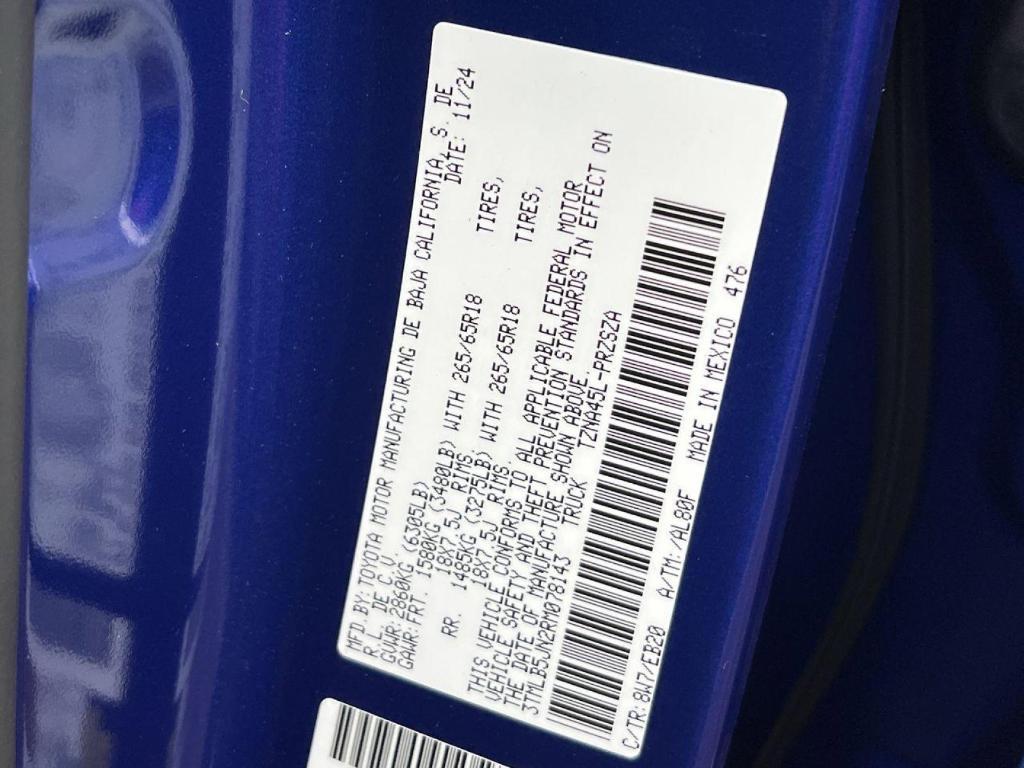 MFD.BY:TOYOTA MOTOR MANUFACTURING DE BAJA CALIFORNIA,S. DE
R.L. DE C.V. DATE: 11/24
GVWR:2860KG (6305LB)
GAWR:FRT. 1580KG (3480LB) WITH 265/65R18 TIRES,
18X7.5J RIMS,
RR. 1485KG (3275LB) WITH 265/65R18 TIRES,
18X7.5J RIMS.
THIS VEHICLE CONFORMS TO ALL APPLICABLE FEDERAL MOTOR
VEHICLE SAFETY AND THEFT PREVENTION STANDARDS IN EFFECT ON
THE DATE OF MANUFACTURE SHOWN ABOVE.
3TMLB5JN2RM078143 TRUCK TZNA45L-PRZSZA
C/TR:8W7/EB20 A/TM:/AL80F MADE IN MEXICO 476